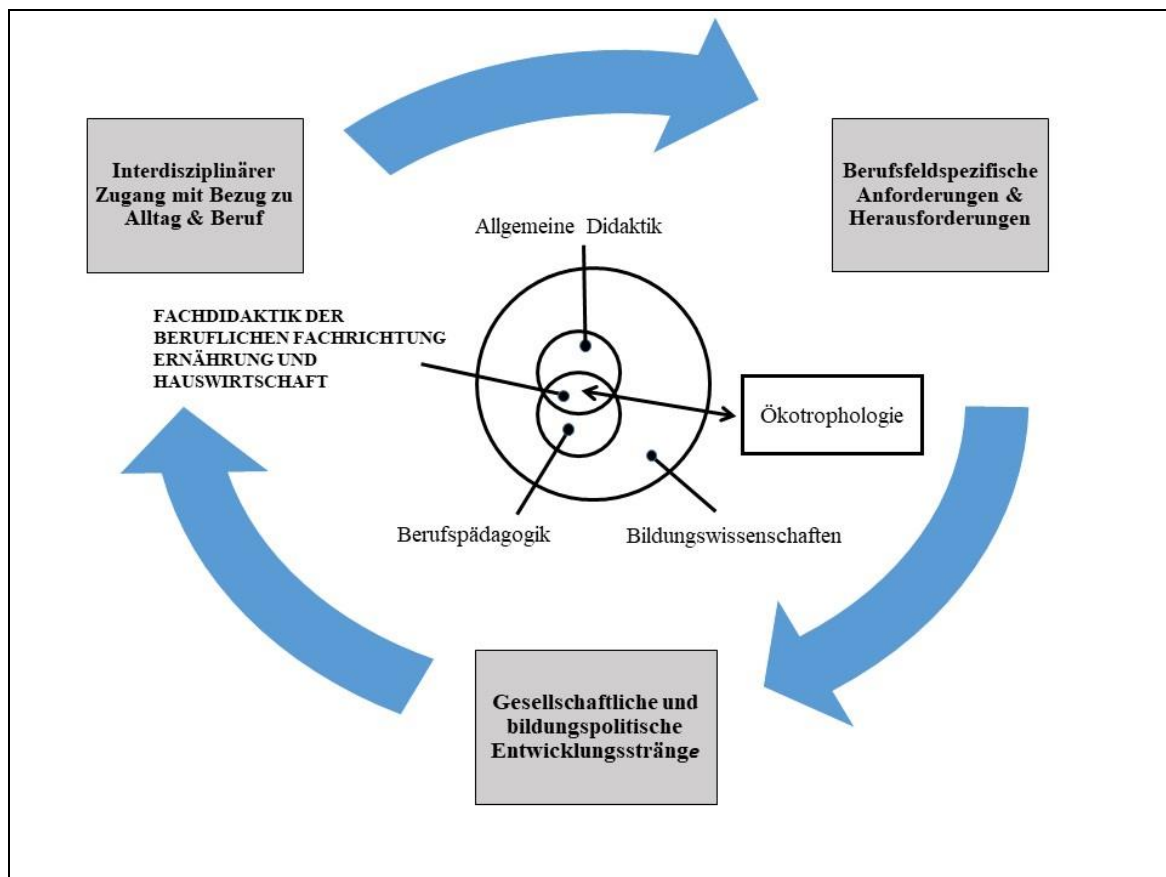 Interdisziplinärer
Zugang mit Bezug zu
Alltag & Beruf
Berufsfeldspezifische
Anforderungen &
Herausforderungen
Allgemeine Didaktik
FACHDIDAKTIK DER
BERUFLICHEN FACHRICHTUNG
ERNÄHRUNG UND
HAUSWIRTSCHAFT
Ökotrophologie
Berufspädagogik
Bildungswissenschaften
Gesellschaftliche und
bildungspolitische
Entwicklungsstränge